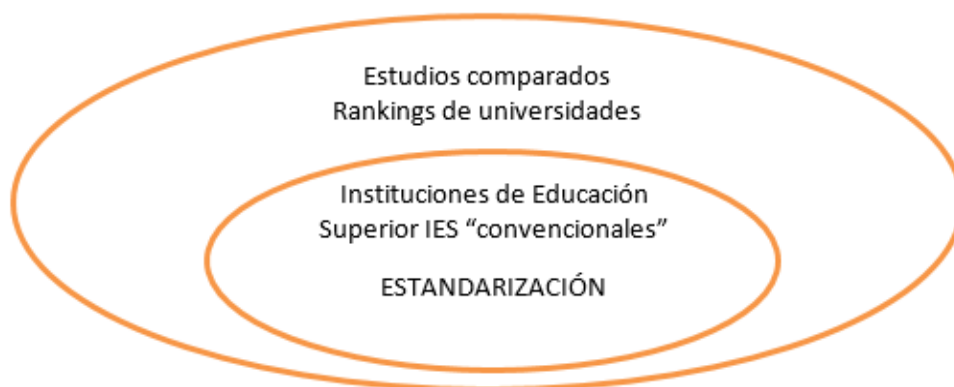 Estudios comparados
Rankings de universidades
Instituciones de Educación
Superior IES “convencionales”
ESTANDARIZACIÓN